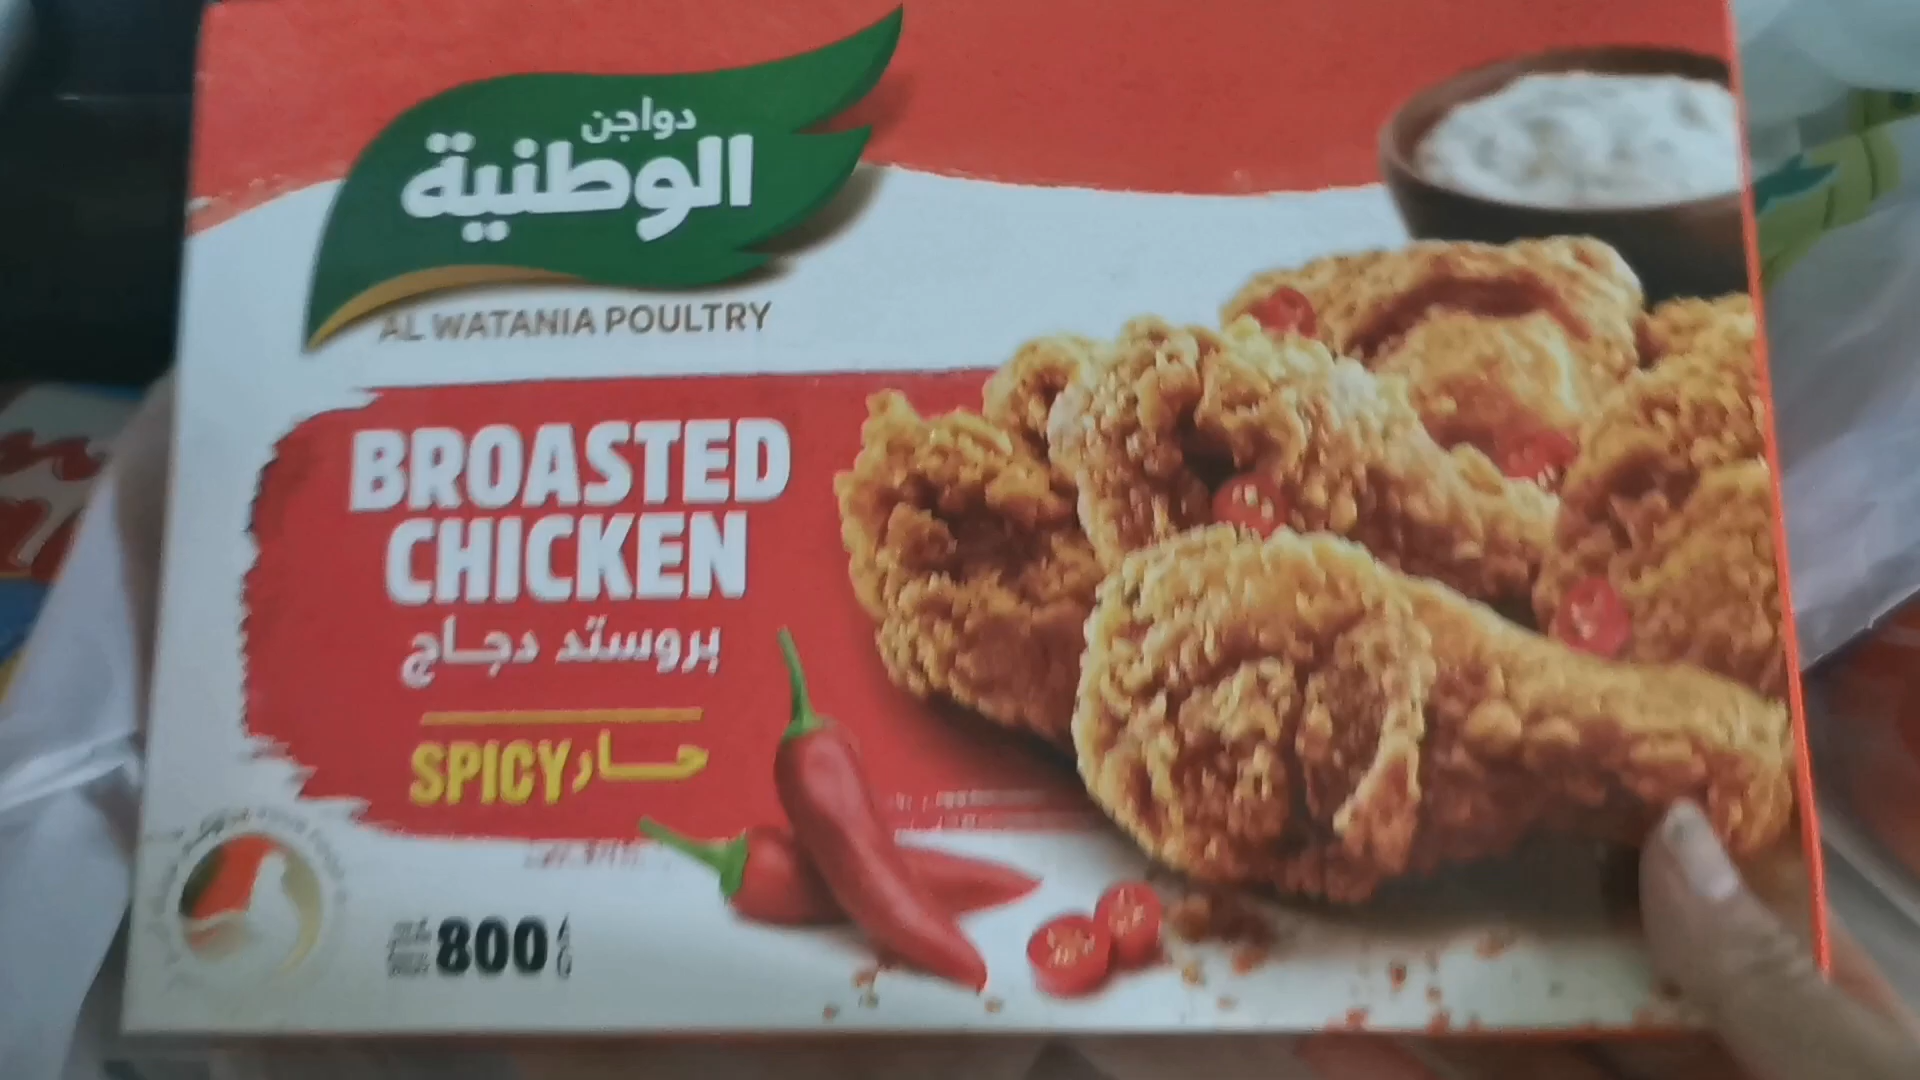 دواجن
الوطنية
AL WATANIA POULTRY
BROASTED
CHICKEN
بروستد دجاج
SPICY حار
800